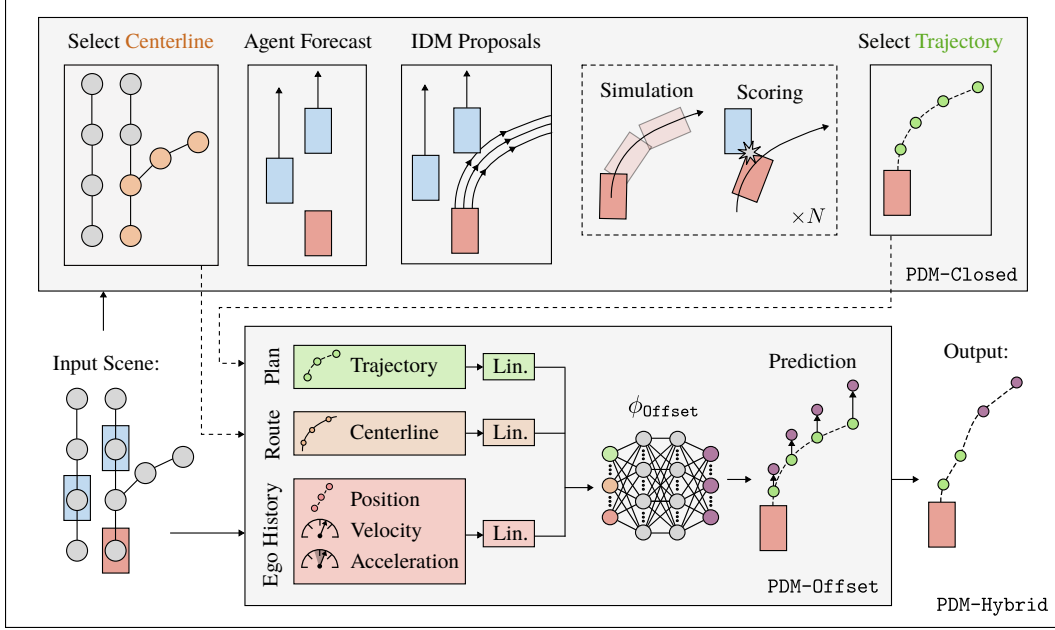 Select Centerline
Agent Forecast
IDM Proposals
Select Trajectory
Simulation
Scoring
×N
PDM-Closed
Input Scene:
Plan
Trajectory
Lin.
Route
Centerline
Lin.
Ego History
Position
Velocity
Acceleration
Lin.
ϕOffset
Prediction
PDM-Offset
Output:
PDM-Hybrid